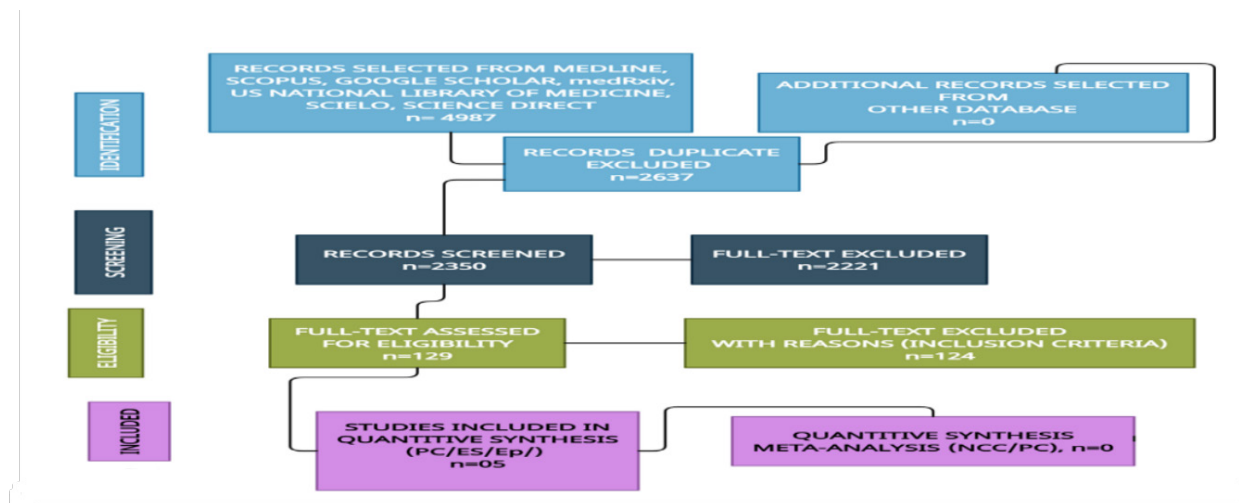 IDENTIFICATION
RECORDS SELECTED FROM MEDLINE,
SCOPUS, GOOGLE SCHOLAR, medRxiv,
US NATIONAL LIBRARY OF MEDICINE,
SCIELO, SCIENCE DIRECT
n= 4987
ADDITIONAL RECORDS SELECTED
FROM
OTHER DATABASE
n=0
RECORDS DUPLICATE
EXCLUDED
n=2637
SCREENING
RECORDS SCREENED
n=2350
FULL-TEXT EXCLUDED
n=2221
ELIGIBILITY
FULL-TEXT ASSESSED
FOR ELIGIBILITY
n=129
FULL-TEXT EXCLUDED
WITH REASONS (INCLUSION CRITERIA)
n=124
INCLUDED
STUDIES INCLUDED IN
QUANTITIVE SYNTHESIS
(PC/ES/Ep/)
n=05
QUANTITIVE SYNTHESIS
META-ANALYSIS (NCC/PC), n=0